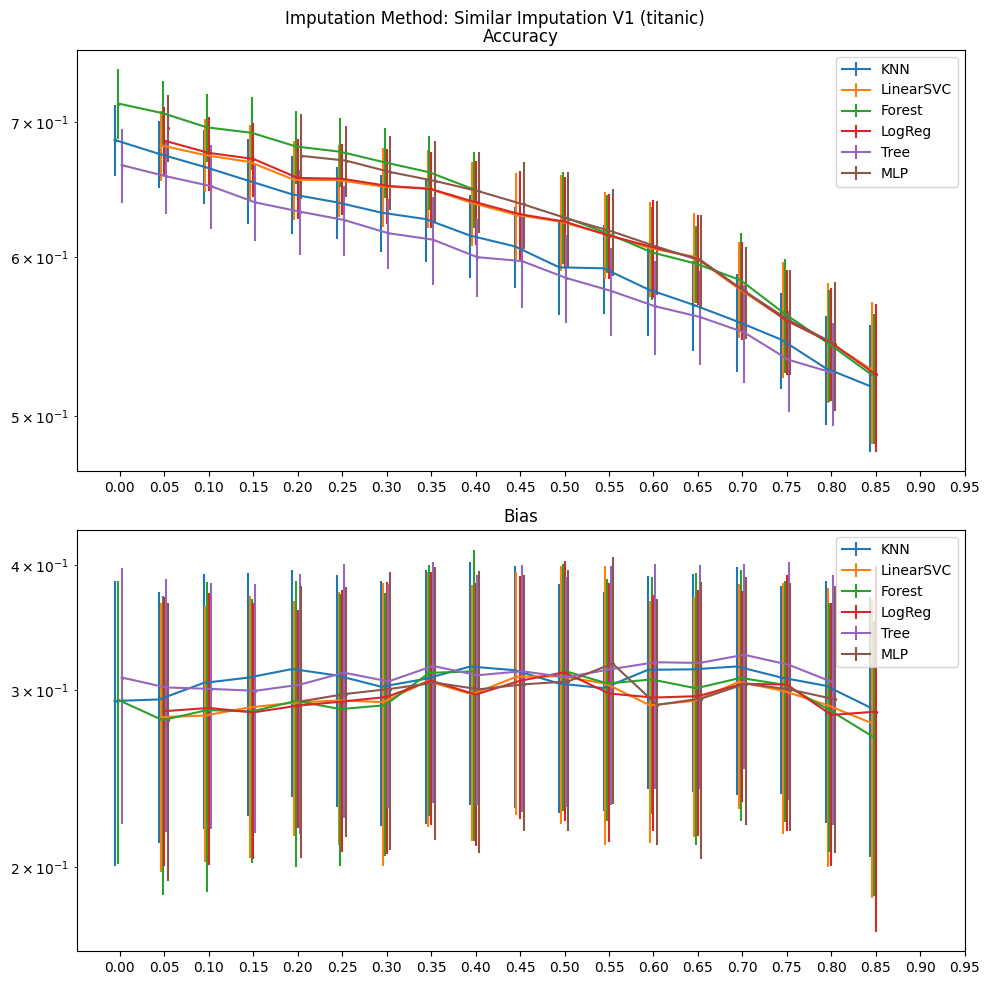 Imputation Method: Similar Imputation V1 (titanic)
Accuracy
7 × 10⁻¹
6 × 10⁻¹
5 × 10⁻¹
KNN
LinearSVC
Forest
LogReg
Tree
MLP
0.00 0.05 0.10 0.15 0.20 0.25 0.30 0.35 0.40 0.45 0.50 0.55 0.60 0.65 0.70 0.75 0.80 0.85 0.90 0.95
Bias
4 × 10⁻¹
3 × 10⁻¹
2 × 10⁻¹
KNN
LinearSVC
Forest
LogReg
Tree
MLP
0.00 0.05 0.10 0.15 0.20 0.25 0.30 0.35 0.40 0.45 0.50 0.55 0.60 0.65 0.70 0.75 0.80 0.85 0.90 0.95